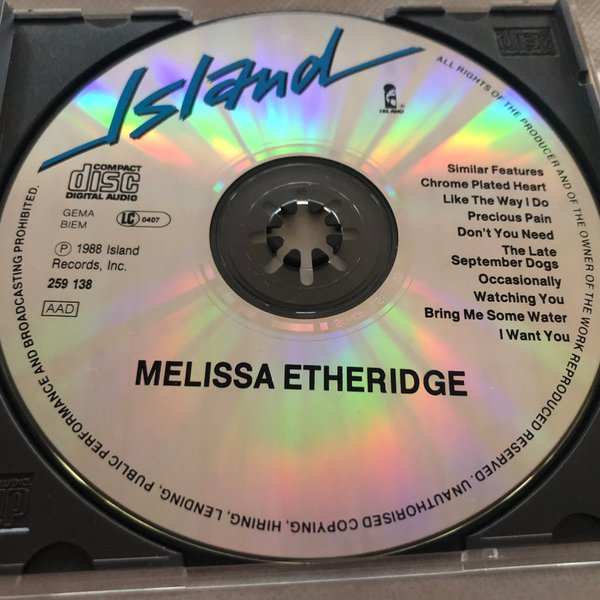 Island
ISLAND
COMPACT
disc
DIGITAL AUDIO
GEMA
BIEM
LC 0407
Ⓟ 1988 Island
Records, Inc.
259 138
AAD
Similar Features
Chrome Plated Heart
Like The Way I Do
Precious Pain
Don't You Need
The Late
September Dogs
Occasionally
Watching You
Bring Me Some Water
I Want You
MELISSA ETHERIDGE
ALL RIGHTS OF THE PRODUCER AND OF THE OWNER OF THE WORK REPRODUCED RESERVED. UNAUTHORISED COPYING, HIRING, LENDING, PUBLIC PERFORMANCE AND BROADCASTING PROHIBITED.